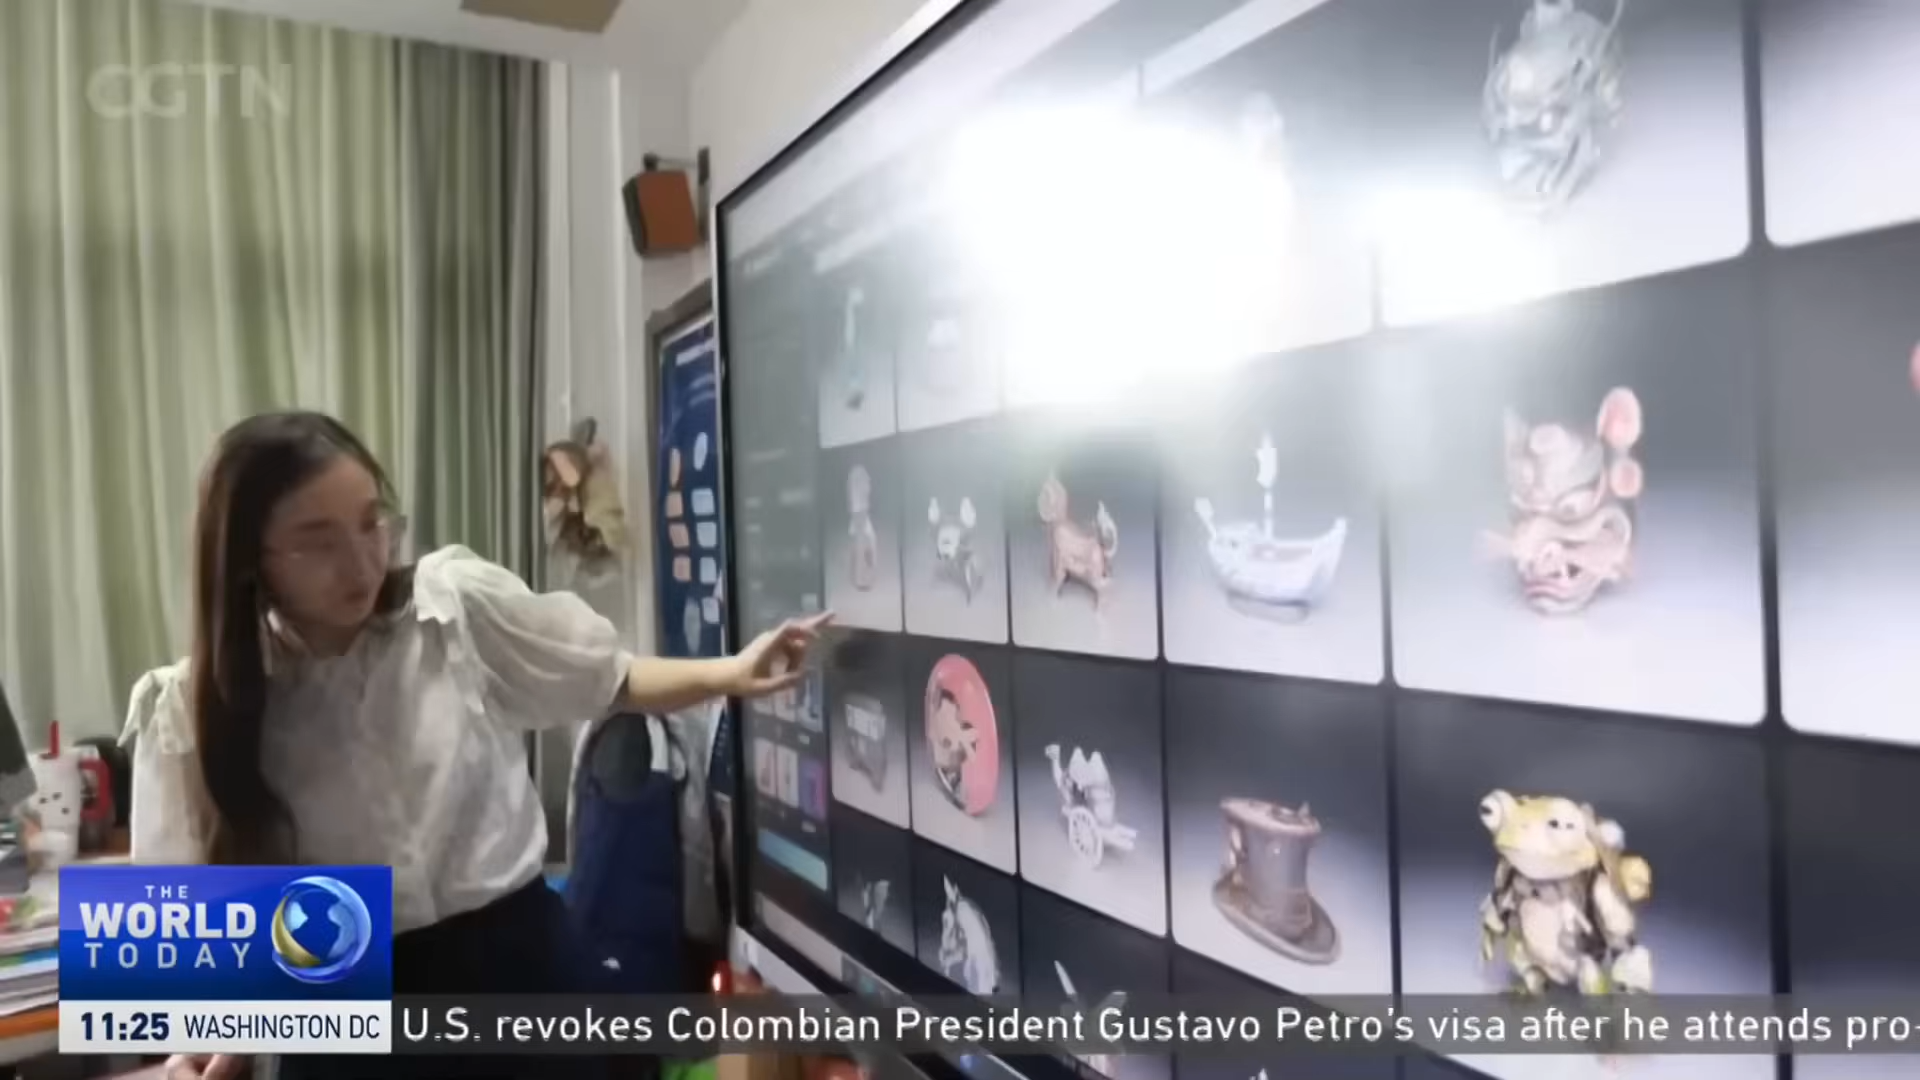 CGTN
THE
WORLD
TODAY
11:25 WASHINGTON DC
U.S. revokes Colombian President Gustavo Petro's visa after he attends pro-